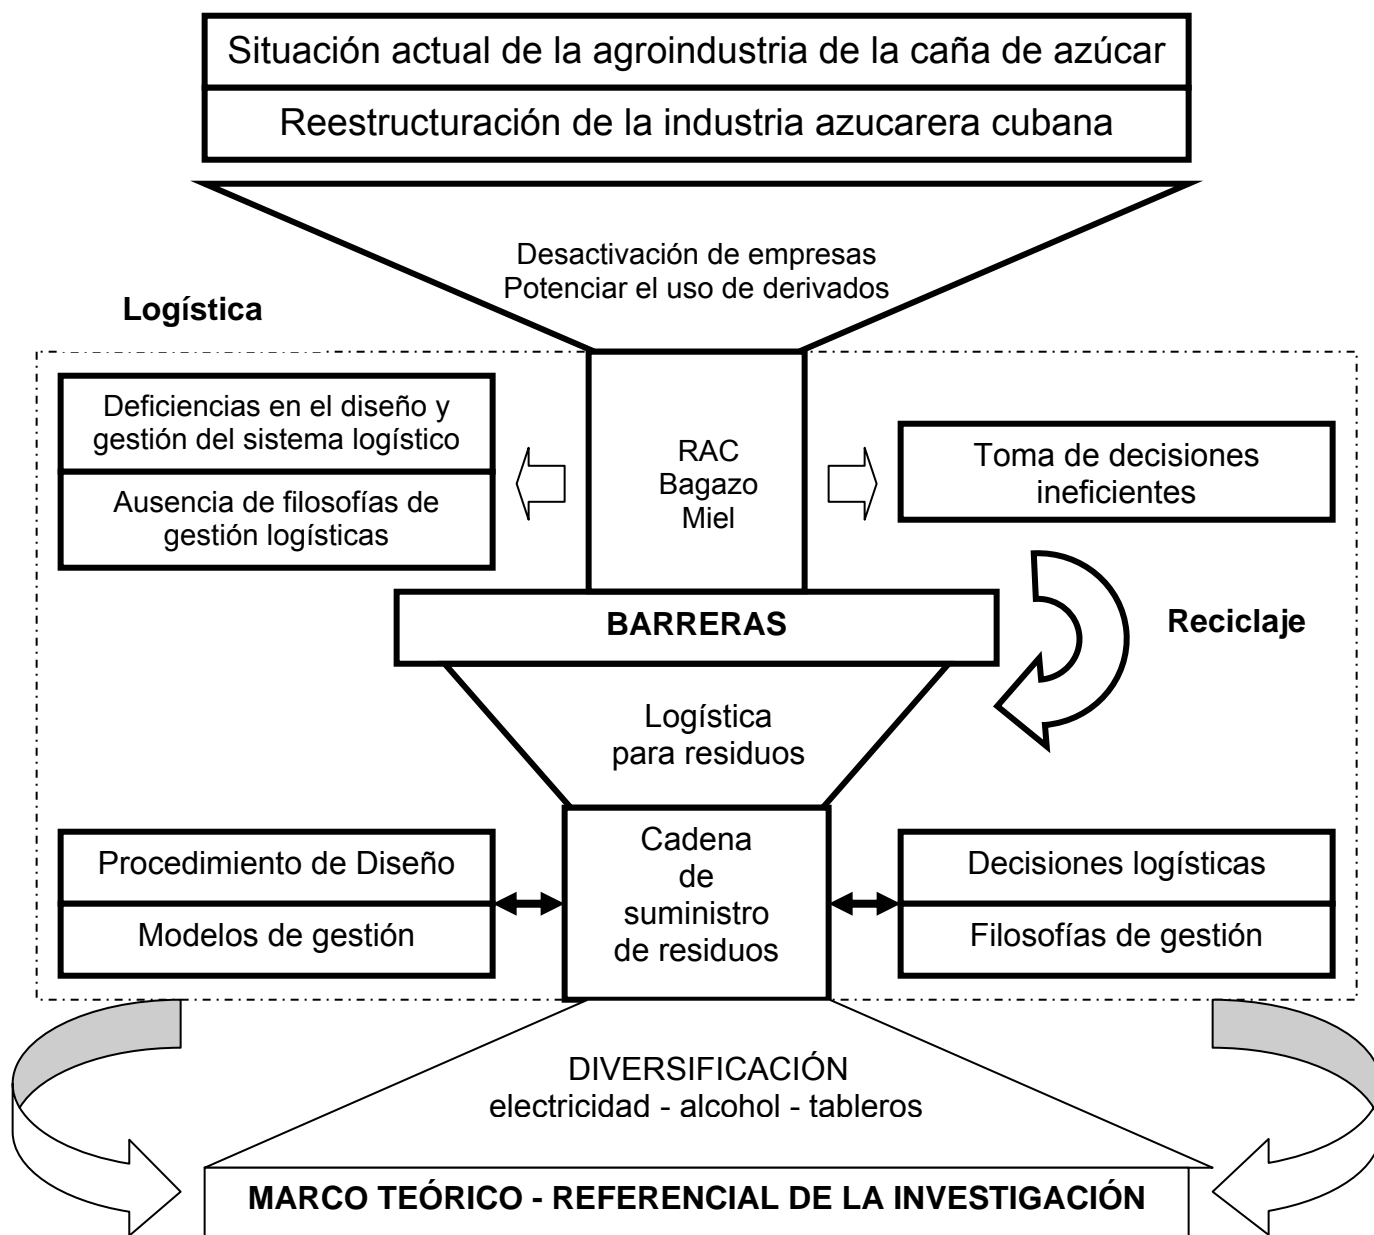 Situación actual de la agroindustria de la caña de azúcar
Reestructuración de la industria azucarera cubana
Desactivación de empresas
Potenciar el uso de derivados
Logística
Deficiencias en el diseño y
gestión del sistema logístico
Ausencia de filosofías de
gestión logísticas
RAC
Bagazo
Miel
Toma de decisiones
ineficientes
BARRERAS
Reciclaje
Logística
para residuos
Procedimiento de Diseño
Modelos de gestión
Cadena
de
suministro
de residuos
Decisiones logísticas
Filosofías de gestión
DIVERSIFICACIÓN
electricidad - alcohol - tableros
MARCO TEÓRICO - REFERENCIAL DE LA INVESTIGACIÓN